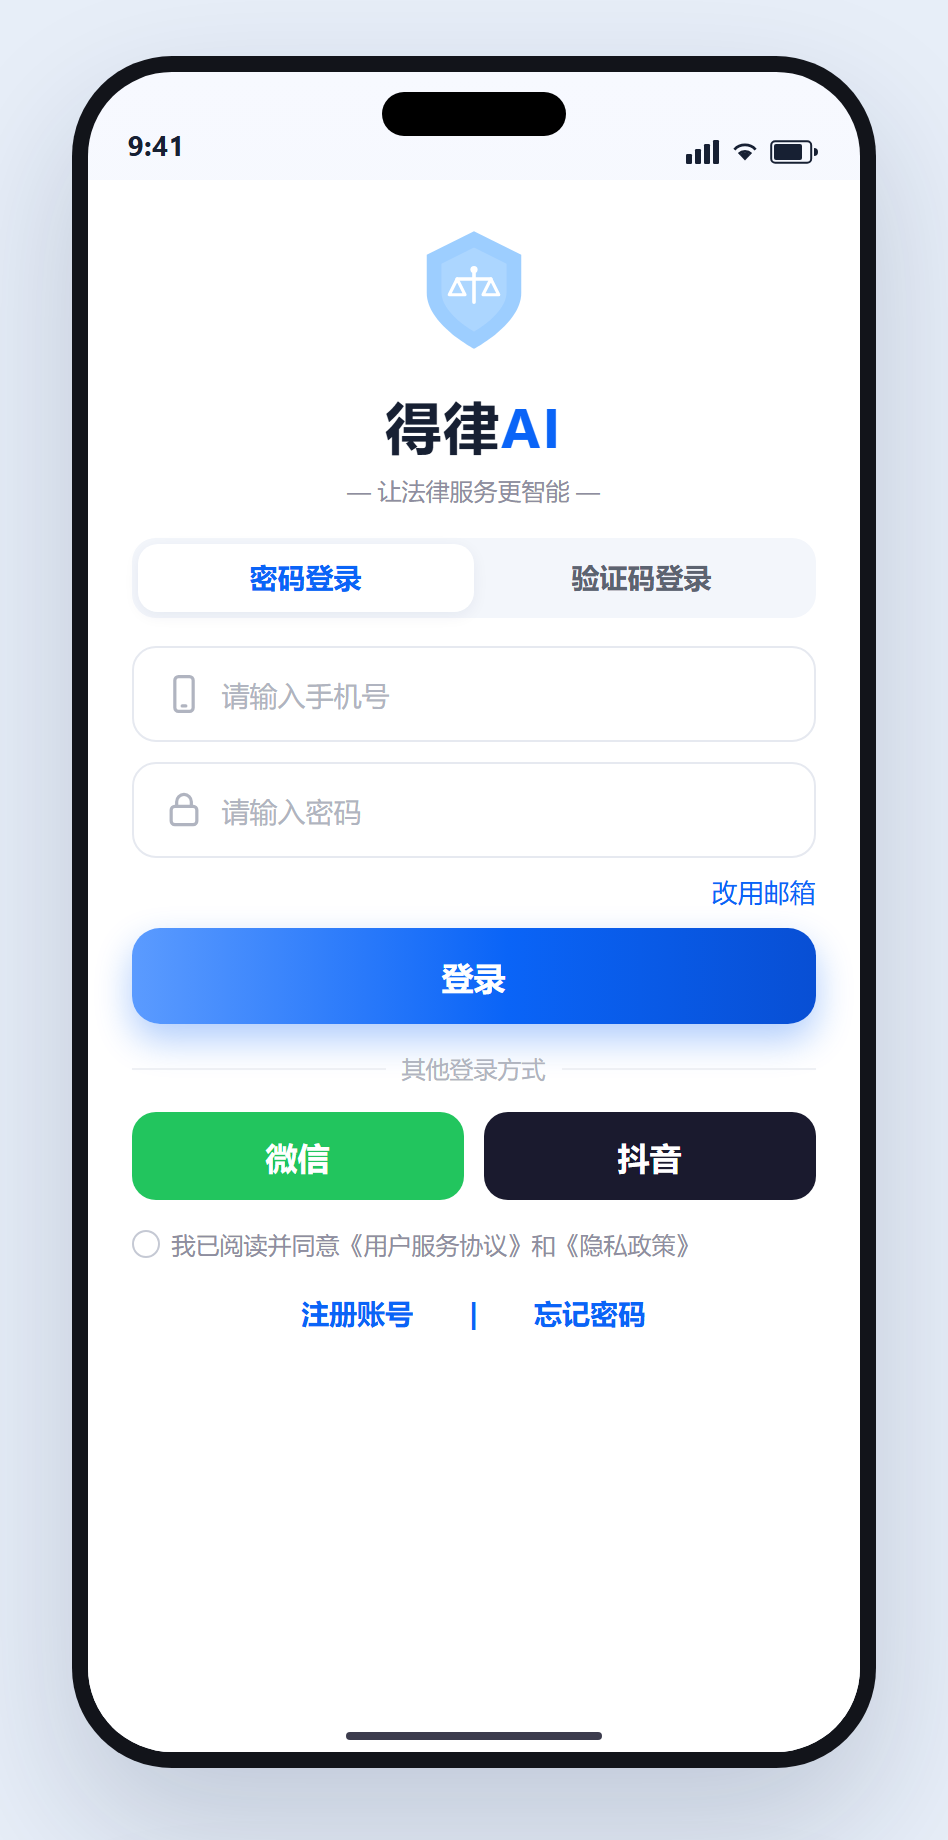 9:41
得律AI
— 让法律服务更智能 —
密码登录
验证码登录
请输入手机号
请输入密码
改用邮箱
登录
其他登录方式
微信
抖音
我已阅读并同意《用户服务协议》和《隐私政策》
注册账号 | 忘记密码